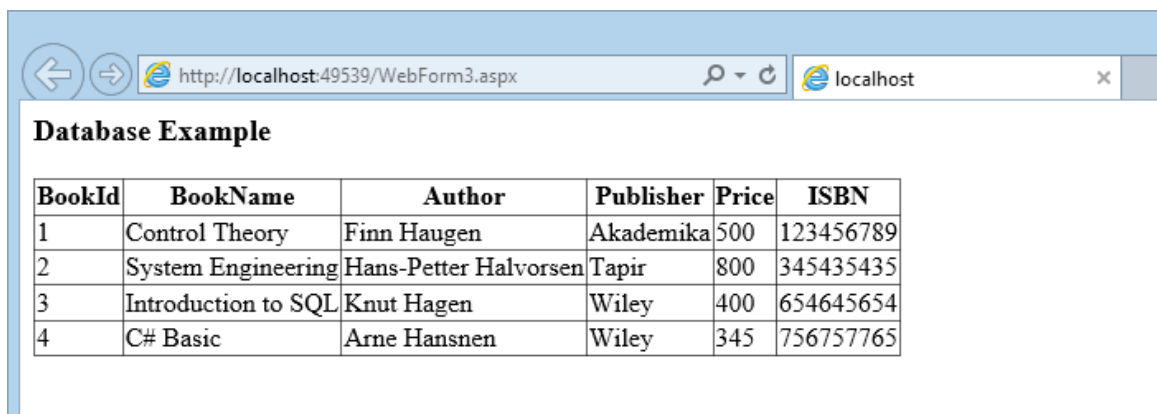 http://localhost:49539/WebForm3.aspx localhost
Database Example
BookId BookName Author Publisher Price ISBN
1 Control Theory Finn Haugen Akademika 500 123456789
2 System Engineering Hans-Petter Halvorsen Tapir 800 345435435
3 Introduction to SQL Knut Hagen Wiley 400 654645654
4 C# Basic Arne Hansnen Wiley 345 756757765